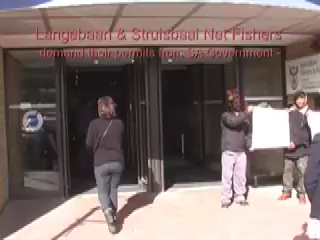 Langebaan & Struisbaai Net Fishers
- demand their permits from SA Government -